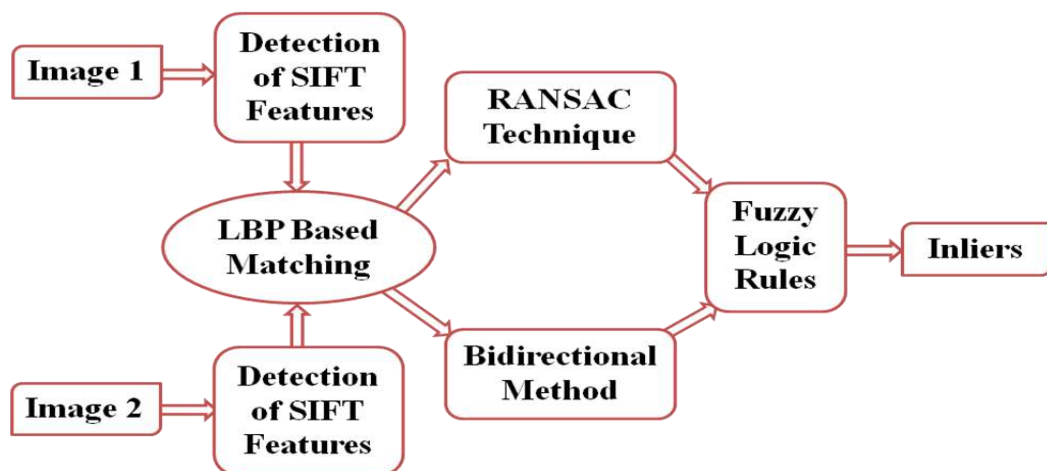 Image 1
Detection
of SIFT
Features
RANSAC
Technique
LBP Based
Matching
Fuzzy
Logic
Rules
Inliers
Bidirectional
Method
Image 2
Detection
of SIFT
Features